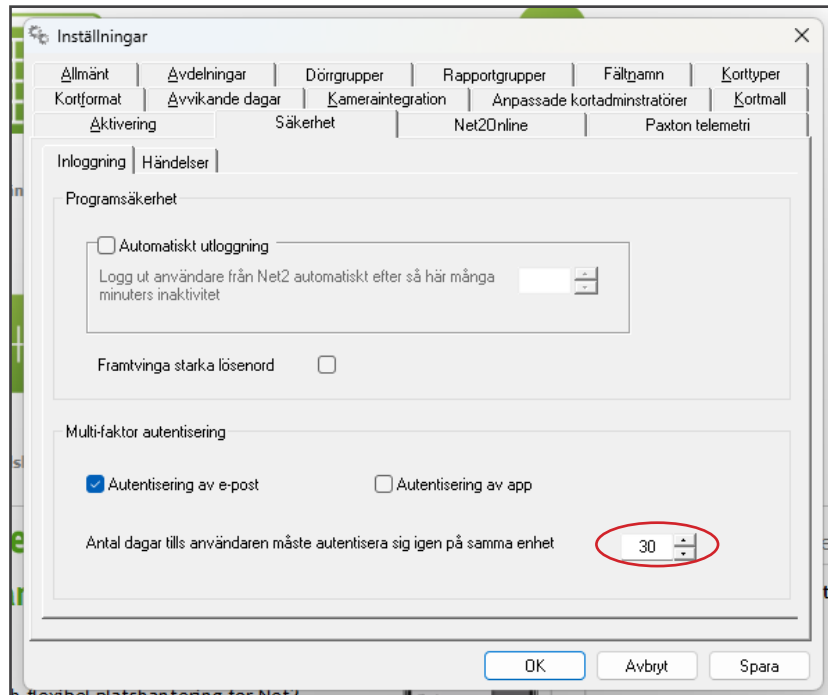 Inställningar
Allmänt Avdelningar Dörrgrupper Rapportgrupper Fältnamn Korttyper
Kortformat Avvikande dagar Kameraintegration Anpassade kortadminstratörer Kortmall
Aktivering Säkerhet Net2Online Paxton telemetri
Inloggning Händelser
Programsäkerhet
Automatiskt utloggning
Logg ut användare från Net2 automatiskt efter så här många
minuters inaktivitet
Framtvinga starka lösenord
Multi-faktor autentisering
Autentisering av e-post Autentisering av app
Antal dagar tills användaren måste autentisera sig igen på samma enhet 30
OK Avbryt Spara